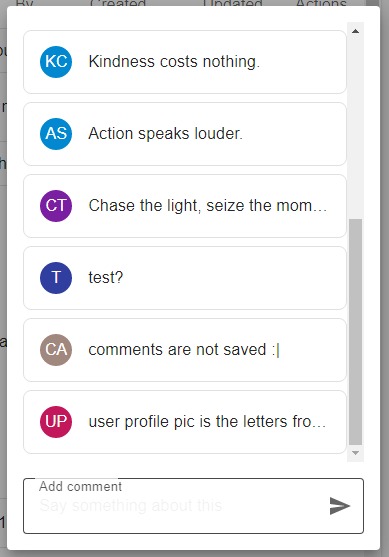 By Created Updated Actions
KC Kindness costs nothing.
AS Action speaks louder.
CT Chase the light, seize the mom...
T test?
CA comments are not saved :|
UP user profile pic is the letters fro...
Add comment
Say something about this